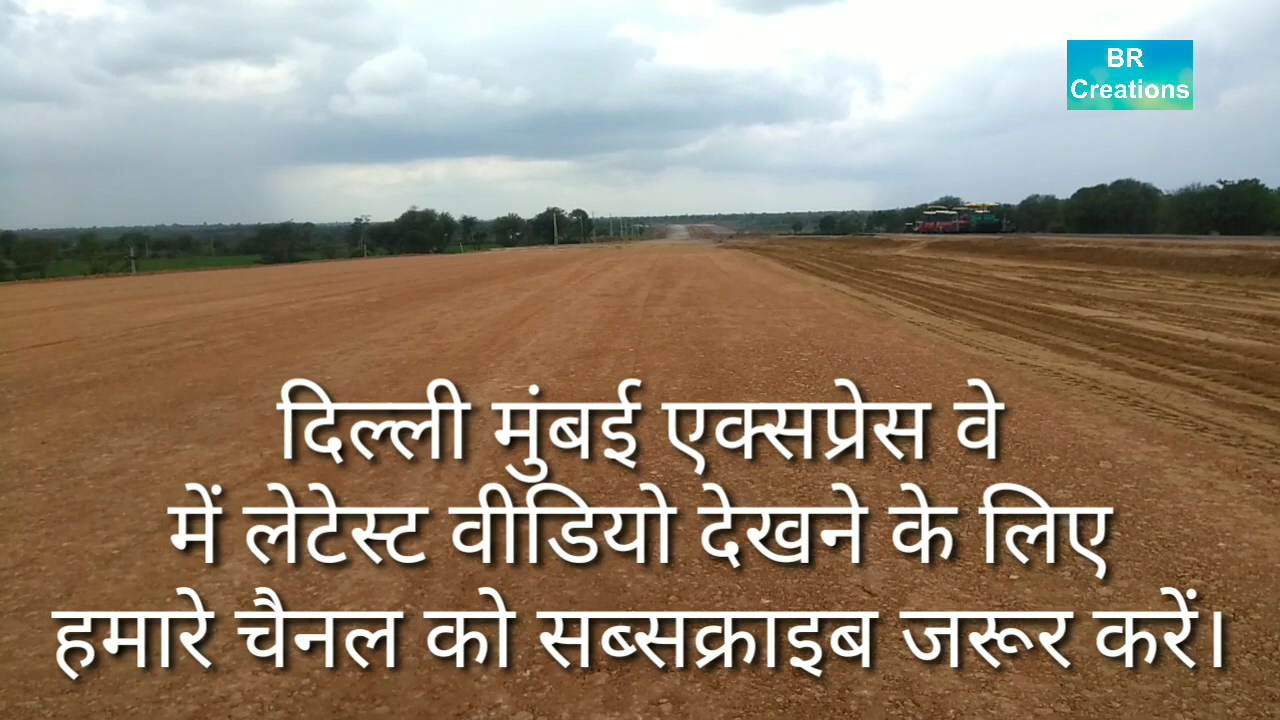 BR
Creations
दिल्ली मुंबई एक्सप्रेस वे
में लेटेस्ट वीडियो देखने के लिए
हमारे चैनल को सब्सक्राइब जरूर करें।